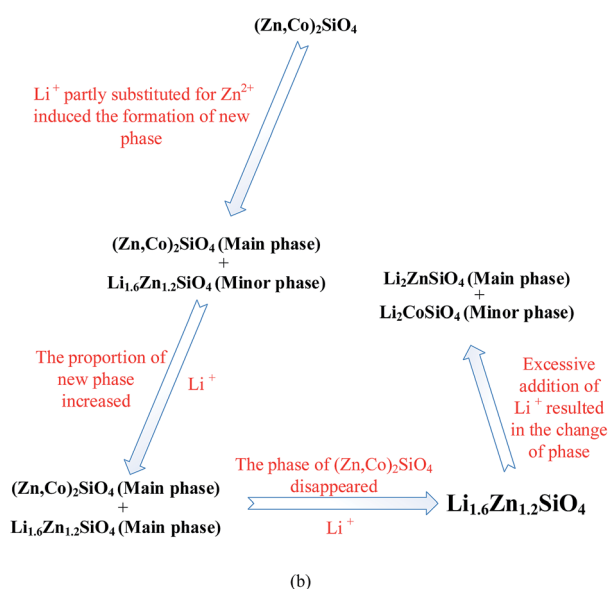 (Zn,Co)₂SiO₄
Li⁺ partly substituted for Zn²⁺
induced the formation of new
phase
(Zn,Co)₂SiO₄ (Main phase)
+
Li₁.₆Zn₁.₂SiO₄ (Minor phase)
Li₂ZnSiO₄ (Main phase)
+
Li₂CoSiO₄ (Minor phase)
The proportion of
new phase
increased
Li⁺
Excessive
addition of
Li⁺ resulted
in the change
of phase
(Zn,Co)₂SiO₄ (Main phase)
+
Li₁.₆Zn₁.₂SiO₄ (Main phase)
The phase of (Zn,Co)₂SiO₄
disappeared
Li⁺
Li₁.₆Zn₁.₂SiO₄
(b)